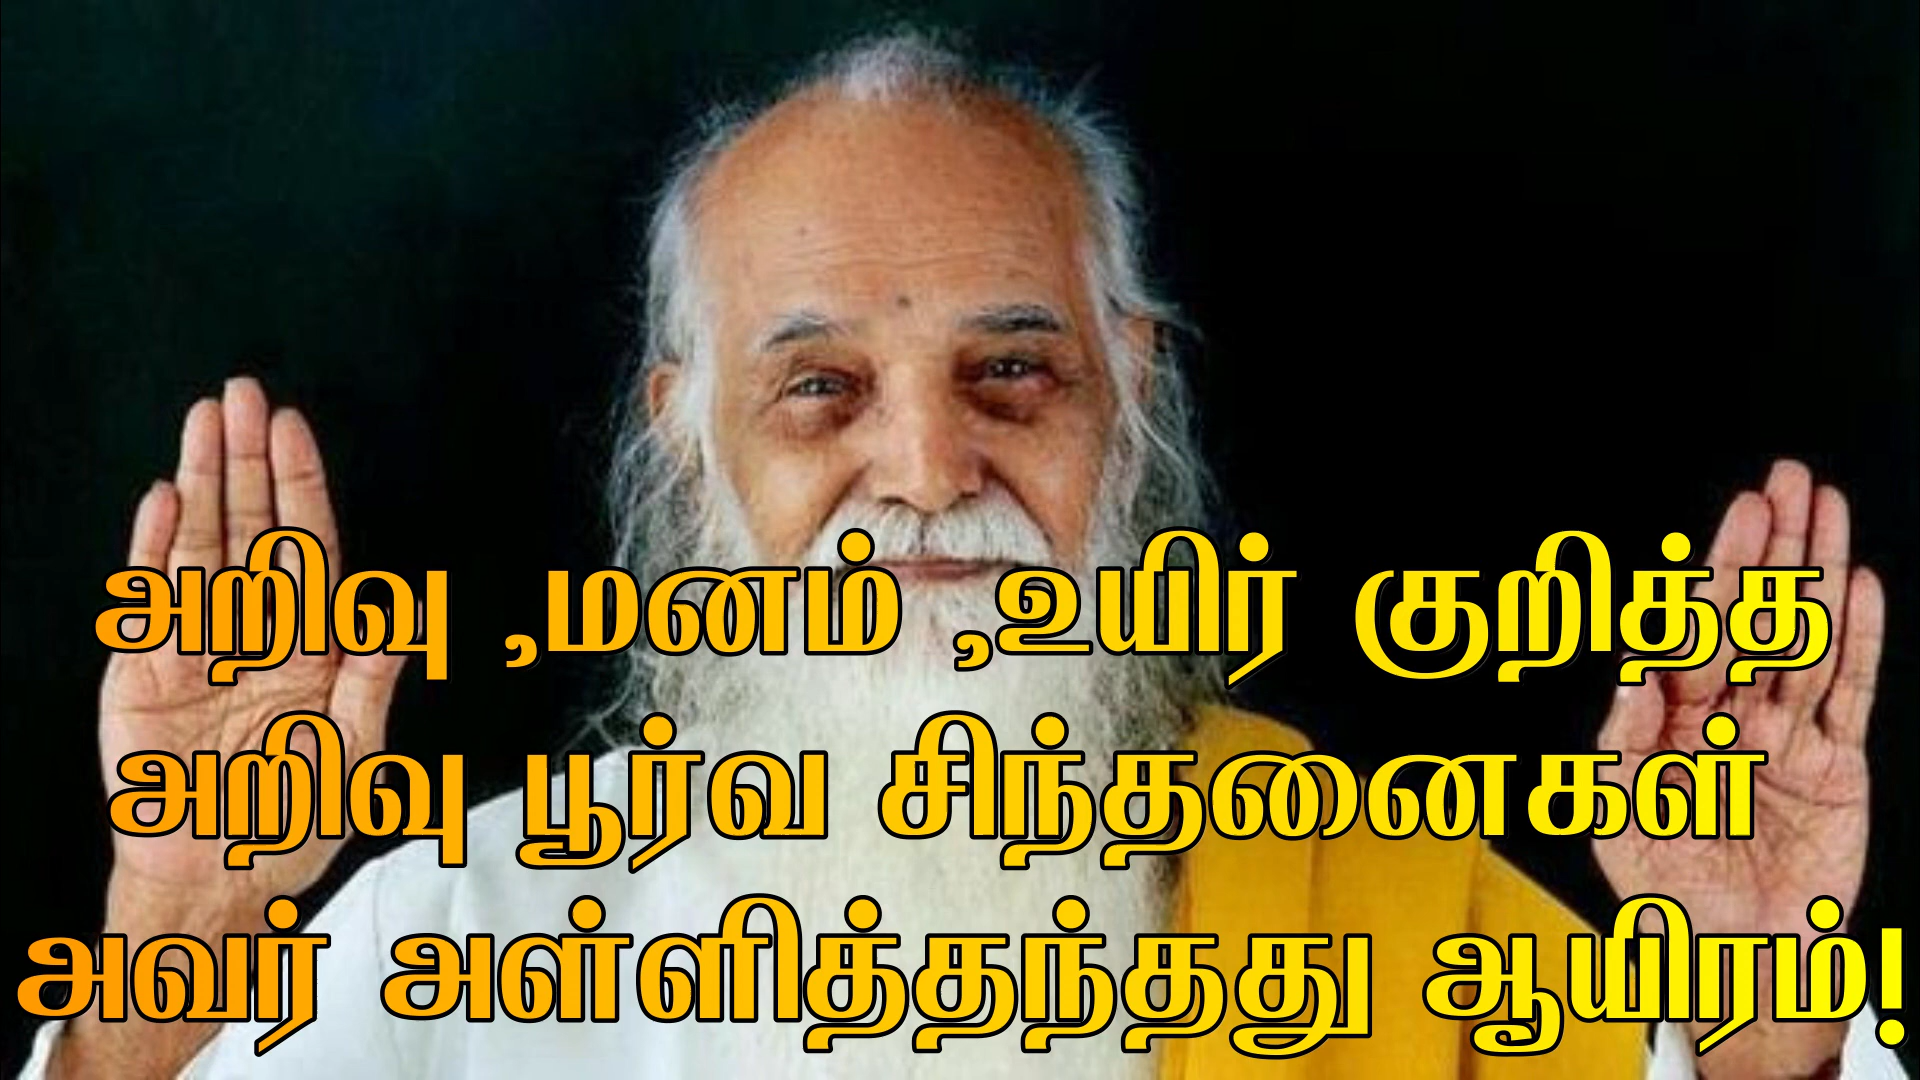 அறிவு ,மனம் ,உயிர் குறித்த
அறிவு பூர்வ சிந்தனைகள்
அவர் அள்ளித்தந்தது ஆயிரம்!